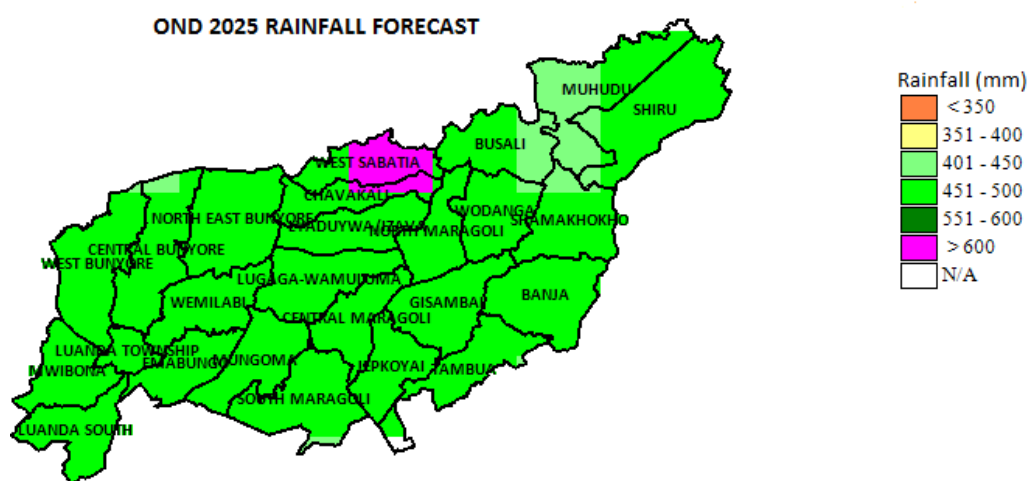 OND 2025 RAINFALL FORECAST
MUHUDU
SHIRU
BUSALI
WEST SABATIA
CHAVAKALI
WODANGA
SHAMAKHOKHO
NORTH EAST BUNYORE
LYADUYWA/IZAVA
NORTH MARAGOLI
CENTRAL BUNYORE
WEST BUNYORE
LUGAGA-WAMULUMA
WEMILABI
GISAMBAI
BANJA
CENTRAL MARAGOLI
LUANDA TOWNSHIP
EMABUNGO
MUNGOMA
JEPKOYAI
TAMBUA
MWIBONA
SOUTH MARAGOLI
LUANDA SOUTH
Rainfall (mm)
<350
351 - 400
401 - 450
451 - 500
551 - 600
> 600
N/A